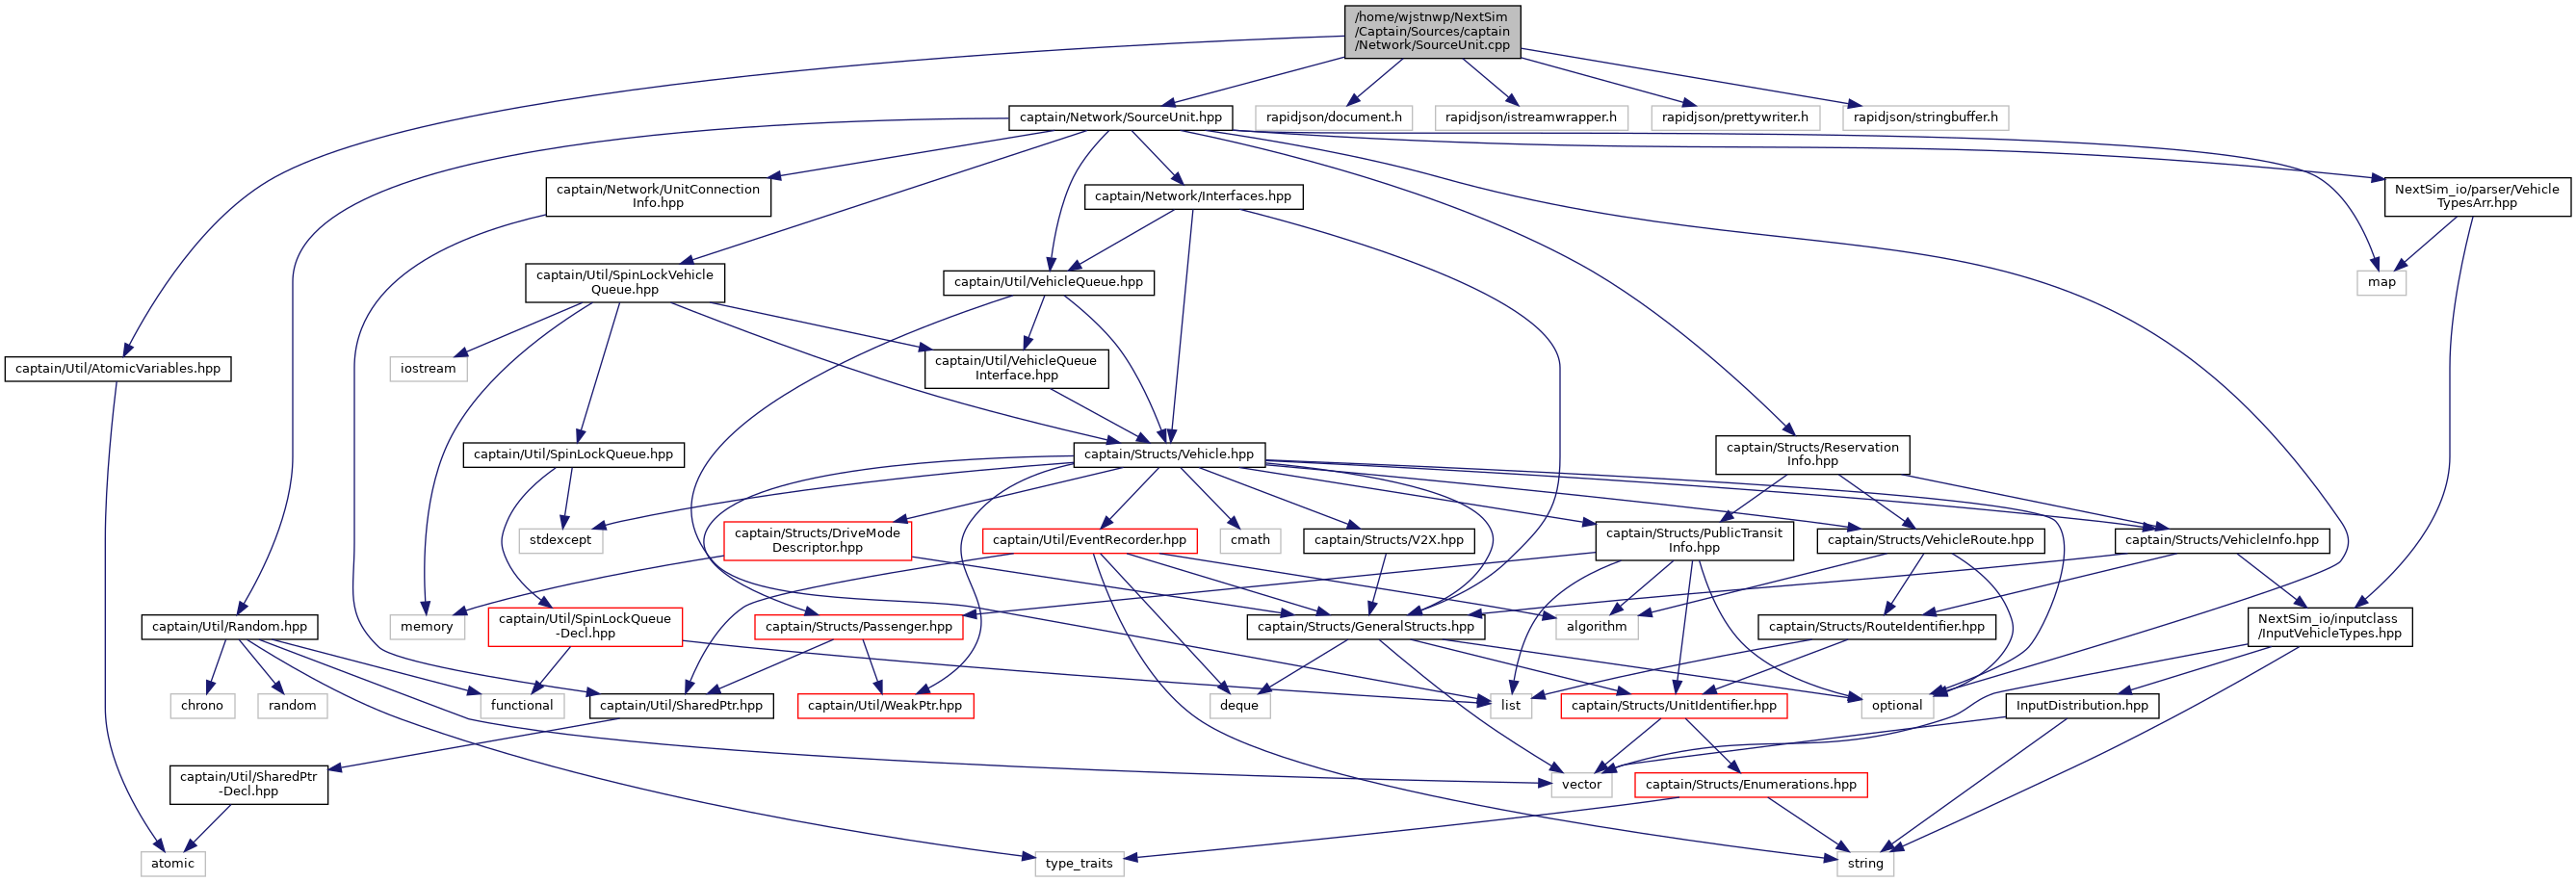 /home/wjstnwp/NextSim
/Captain/Sources/captain
/Network/SourceUnit.cpp
captain/Network/SourceUnit.hpp
rapidjson/document.h
rapidjson/istreamwrapper.h
rapidjson/prettywriter.h
rapidjson/stringbuffer.h
captain/Network/UnitConnection
Info.hpp
captain/Network/Interfaces.hpp
NextSim_io/parser/Vehicle
TypesArr.hpp
captain/Util/SpinLockVehicle
Queue.hpp
captain/Util/VehicleQueue.hpp
map
captain/Util/AtomicVariables.hpp
iostream
captain/Util/VehicleQueue
Interface.hpp
captain/Util/SpinLockQueue.hpp
captain/Structs/Vehicle.hpp
captain/Structs/Reservation
Info.hpp
stdexcept
captain/Structs/DriveMode
Descriptor.hpp
captain/Util/EventRecorder.hpp
cmath
captain/Structs/V2X.hpp
captain/Structs/PublicTransit
Info.hpp
captain/Structs/VehicleRoute.hpp
captain/Structs/VehicleInfo.hpp
captain/Util/Random.hpp
memory
captain/Util/SpinLockQueue
-Decl.hpp
captain/Structs/Passenger.hpp
captain/Structs/GeneralStructs.hpp
algorithm
captain/Structs/RouteIdentifier.hpp
NextSim_io/inputclass
/InputVehicleTypes.hpp
chrono
random
functional
captain/Util/SharedPtr.hpp
captain/Util/WeakPtr.hpp
deque
list
captain/Structs/UnitIdentifier.hpp
optional
InputDistribution.hpp
captain/Util/SharedPtr
-Decl.hpp
vector
captain/Structs/Enumerations.hpp
atomic
type_traits
string